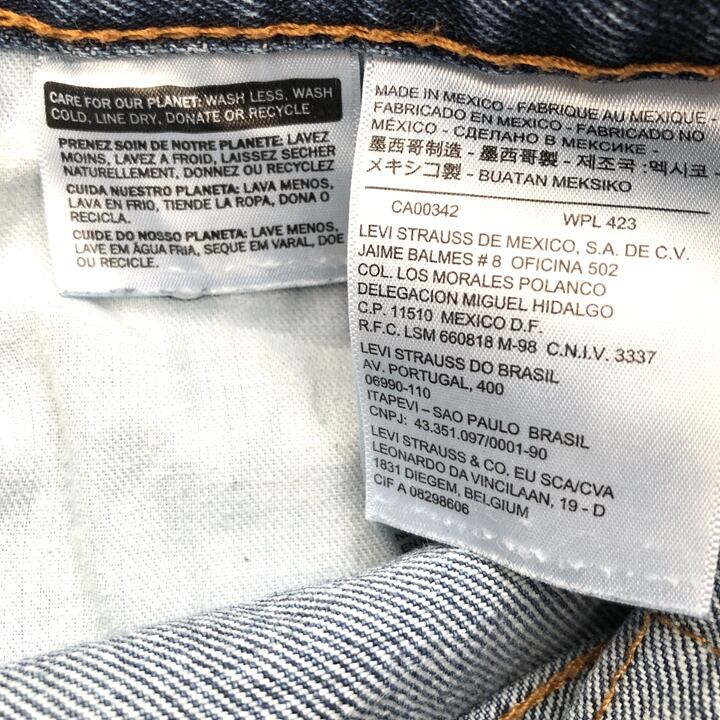 CARE FOR OUR PLANET: WASH LESS, WASH
COLD, LINE DRY, DONATE OR RECYCLE
PRENEZ SOIN DE NOTRE PLANETE: LAVEZ
MOINS, LAVEZ A FROID, LAISSEZ SECHER
NATURELLEMENT, DONNEZ OU RECYCLEZ
CUIDA NUESTRO PLANETA: LAVA MENOS,
LAVA EN FRIO, TIENDE LA ROPA, DONA O
RECICLA.
CUIDE DO NOSSO PLANETA: LAVE MENOS,
LAVE EM ÁGUA FRIA, SEQUE EM VARAL, DOE
OU RECICLE.
MADE IN MEXICO - FABRIQUE AU MEXIQUE -
FABRICADO EN MEXICO - FABRICADO NO
MÉXICO - СДЕЛАНО В МЕКСИКЕ -
墨西哥制造 - 墨西哥製 - 제조국 :멕시코 -
メキシコ製 - BUATAN MEKSIKO
CA00342 WPL 423
LEVI STRAUSS DE MEXICO, S.A. DE C.V.
JAIME BALMES # 8 OFICINA 502
COL. LOS MORALES POLANCO
DELEGACION MIGUEL HIDALGO
C.P. 11510 MEXICO D.F.
R.F.C. LSM 660818 M-98 C.N.I.V. 3337
LEVI STRAUSS DO BRASIL
AV. PORTUGAL, 400
06990-110
ITAPEVI – SAO PAULO BRASIL
CNPJ: 43.351.097/0001-90
LEVI STRAUSS & CO. EU SCA/CVA
LEONARDO DA VINCILAAN, 19 - D
1831 DIEGEM, BELGIUM
CIF A 08298606